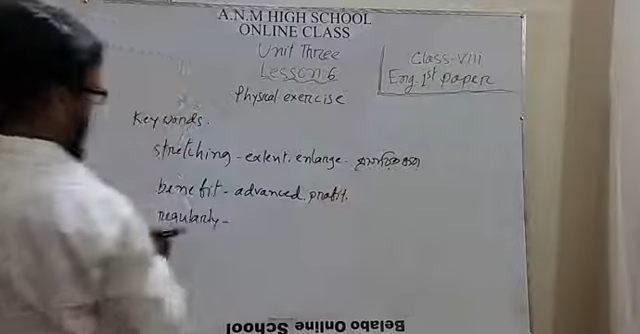 A.N.M HIGH SCHOOL
ONLINE CLASS
Unit Three
Lesson: 6
Class-VIII
Eng. 1st paper
Physical exercise
Key words.
stretching - extent. enlarge.
benefit - advanced. profit.
regularly -
Belabo Online School